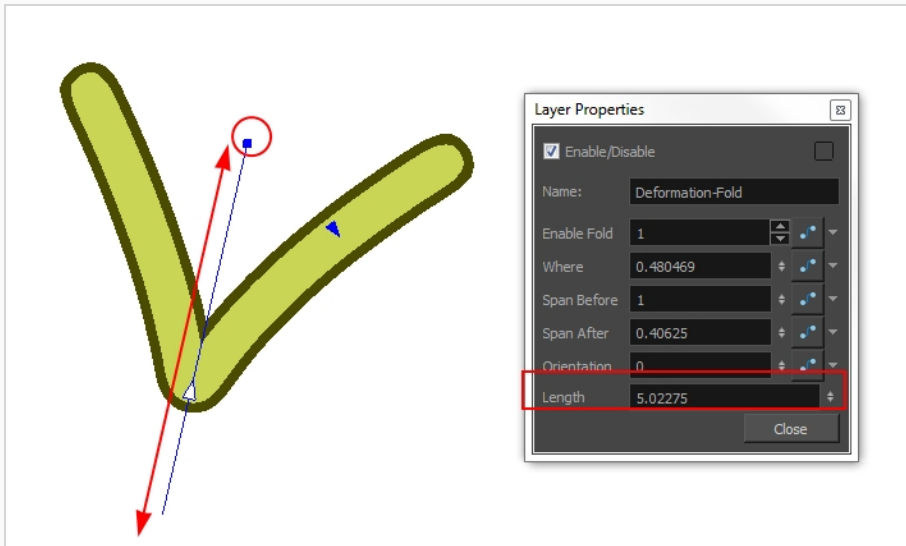 Layer Properties
Enable/Disable
Name: Deformation-Fold
Enable Fold 1
Where 0.480469
Span Before 1
Span After 0.40625
Orientation 0
Length 5.02275
Close